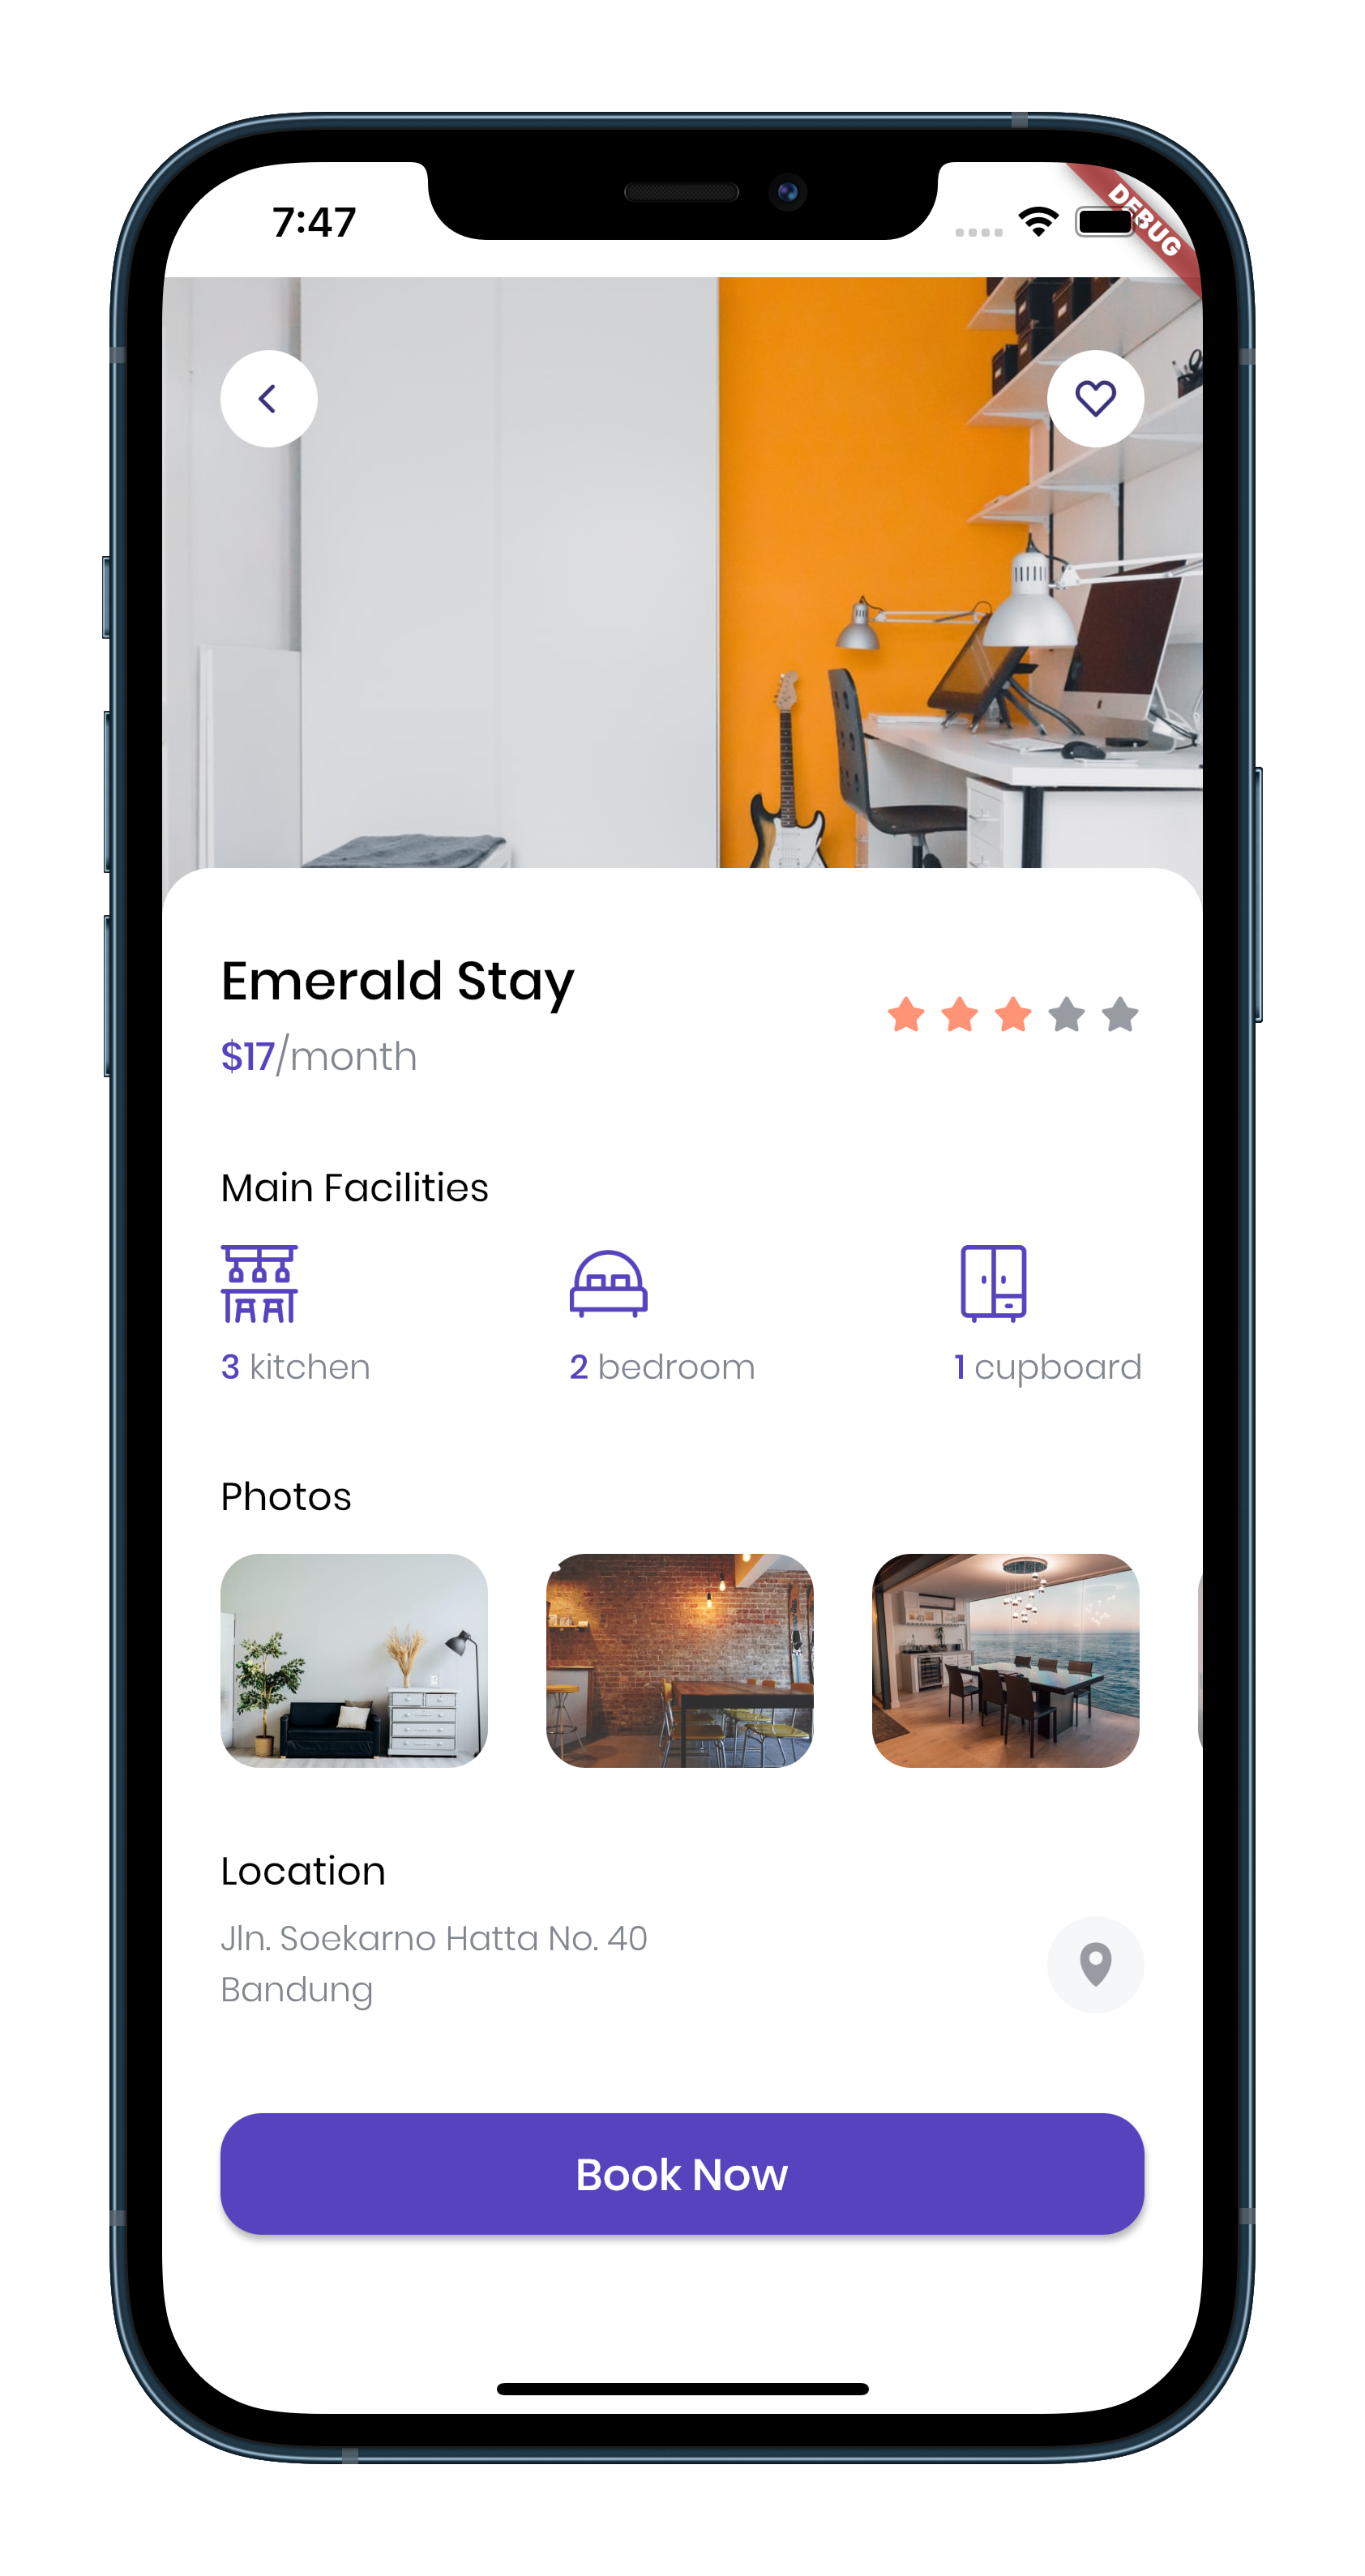 7:47
DEBUG
Emerald Stay
$17/month
Main Facilities
3 kitchen
2 bedroom
1 cupboard
Photos
Location
Jln. Soekarno Hatta No. 40
Bandung
Book Now